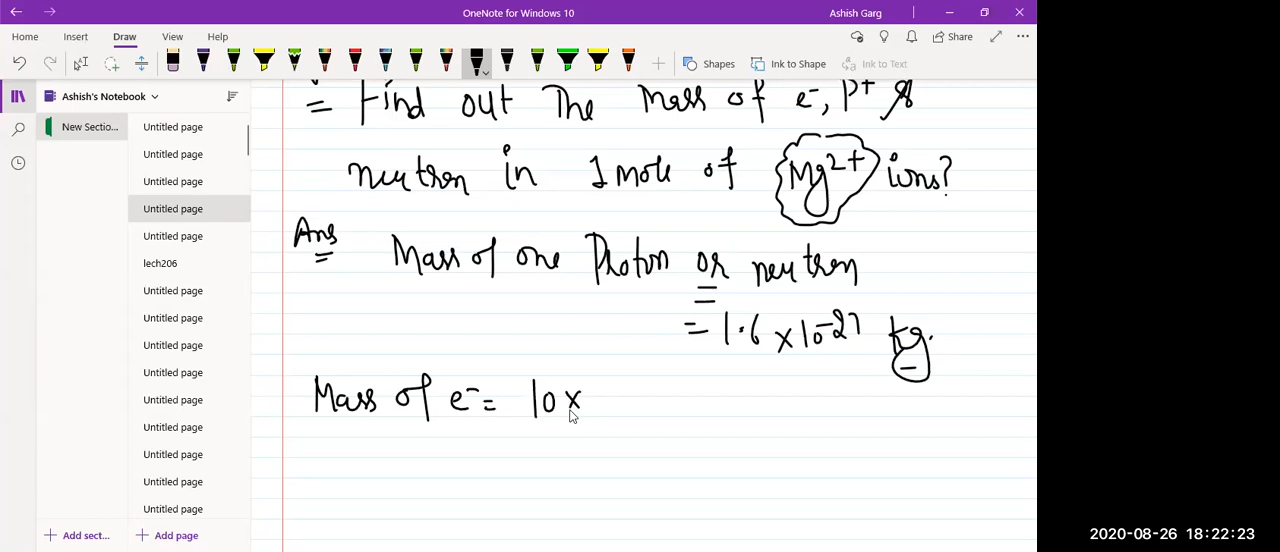 OneNote for Windows 10
Ashish Garg
Home Insert Draw View Help
Share
Shapes
Ink to Shape
Ink to Text
Ashish's Notebook
New Sectio...
Untitled page
Untitled page
Untitled page
Untitled page
Untitled page
lech206
Untitled page
Untitled page
Untitled page
Untitled page
Untitled page
Untitled page
Untitled page
Untitled page
Untitled page
Add sect...
Add page
= Find out The Mass of e-, p+ &
neutron in 1 mole of Mg2+ ions?
Ans
Mass of one Proton or neutron
= 1.6 x 10-27 kg.
Mass of e- = 10 x
2020-08-26 18:22:23